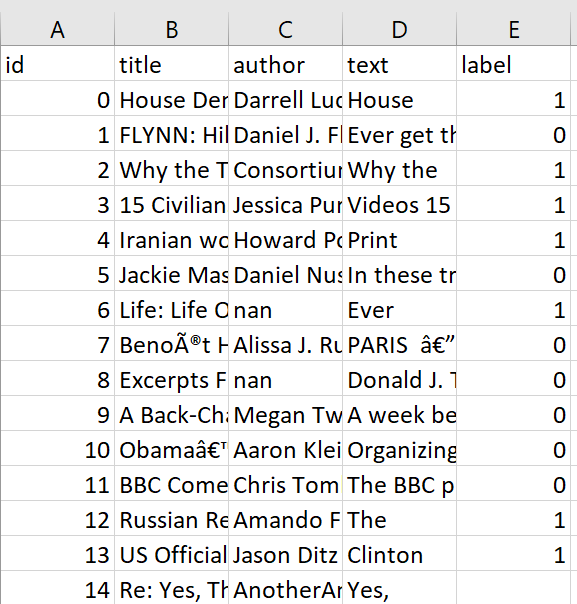 A B C D E
id title author text label
0 House Der Darrell Luc House 1
1 FLYNN: Hil Daniel J. Fl Ever get th 0
2 Why the T Consortiur Why the 1
3 15 Civilian Jessica Pur Videos 15 1
4 Iranian wo Howard Po Print 1
5 Jackie Mas Daniel Nus In these tr 0
6 Life: Life O nan Ever 1
7 BenoÃ®t H Alissa J. Ru PARIS â€” 0
8 Excerpts F nan Donald J. T 0
9 A Back-Cha Megan Tw A week be 0
10 Obamaâ€™ Aaron Klei Organizing 0
11 BBC Come Chris Tom The BBC p 0
12 Russian Re Amando F The 1
13 US Official Jason Ditz Clinton 1
14 Re: Yes, Th AnotherAn Yes,